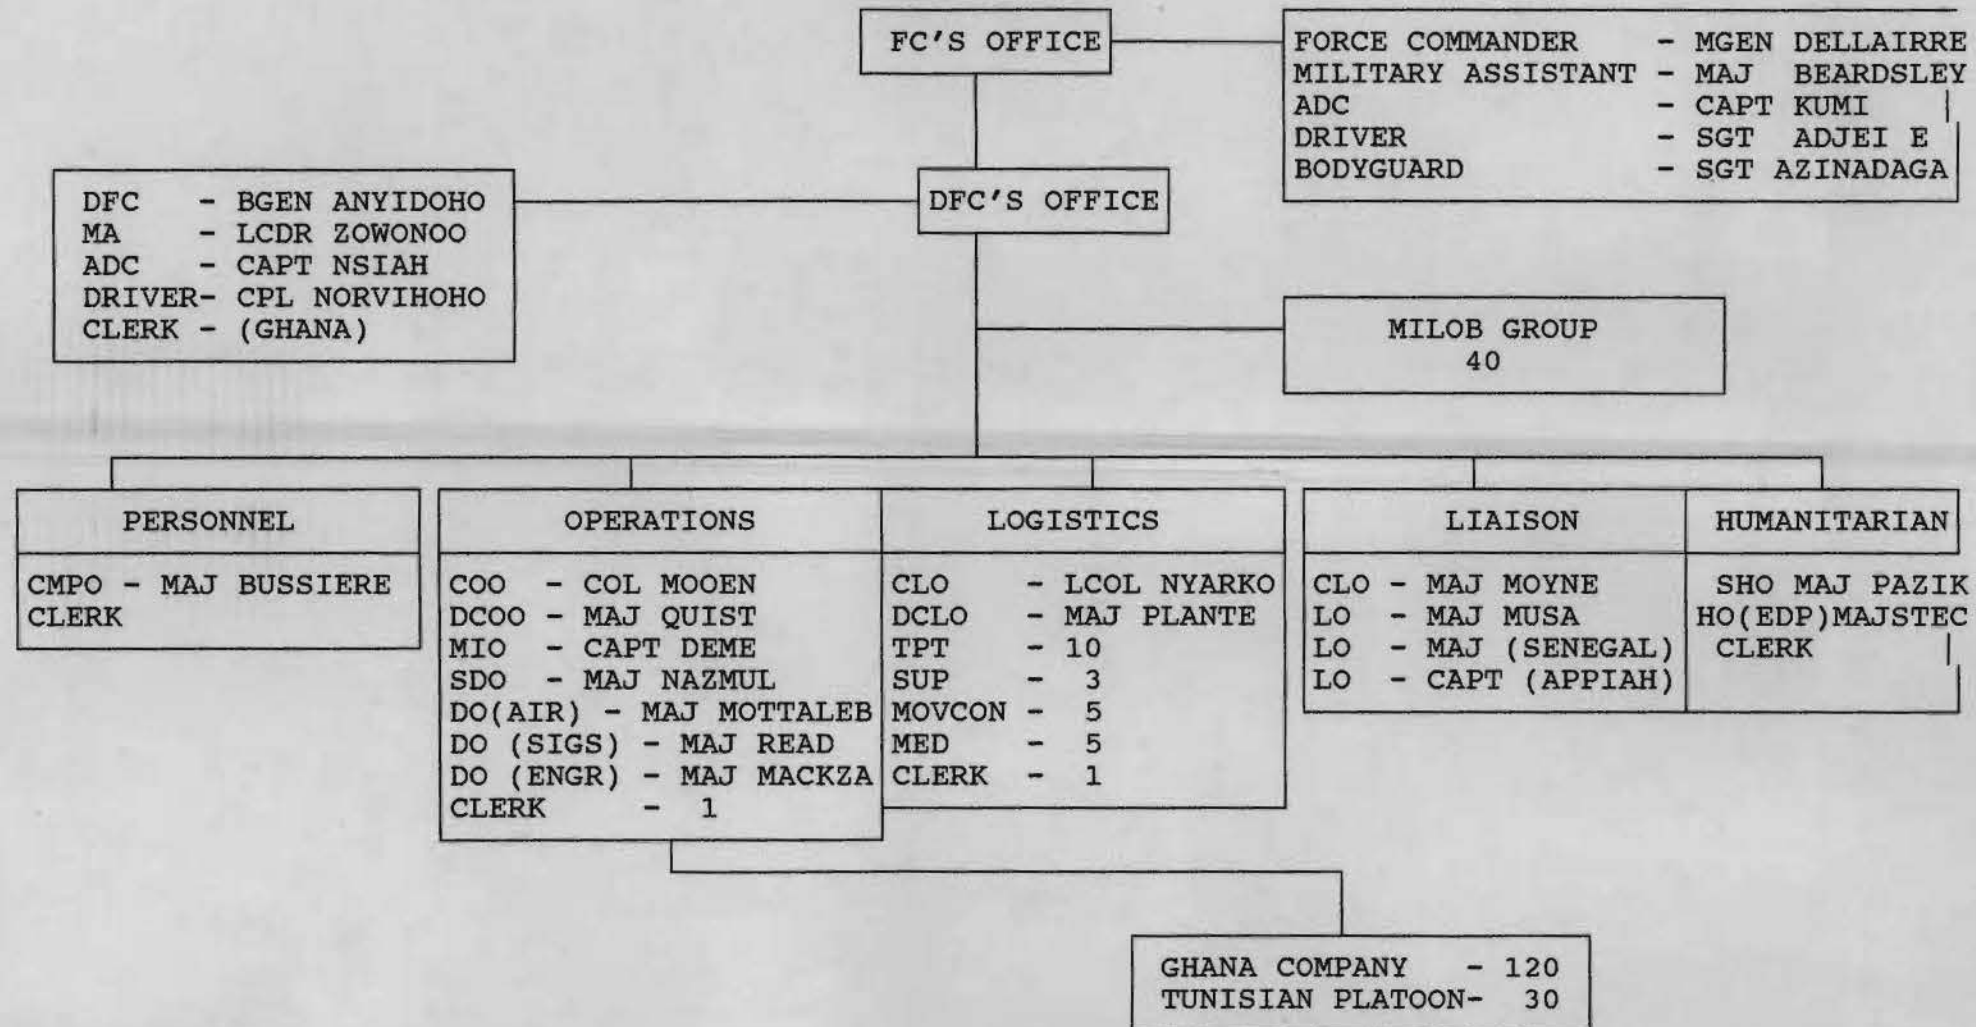 FC'S OFFICE
FORCE COMMANDER - MGEN DELLAIRRE
MILITARY ASSISTANT - MAJ BEARDSLEY
ADC - CAPT KUMI
DRIVER - SGT ADJEI E
BODYGUARD - SGT AZINADAGA
DFC'S OFFICE
DFC - BGEN ANYIDOHO
MA - LCDR ZOWONOO
ADC - CAPT NSIAH
DRIVER- CPL NORVIHOHO
CLERK - (GHANA)
MILOB GROUP
40
PERSONNEL
CMPO - MAJ BUSSIERE
CLERK
OPERATIONS
COO - COL MOOEN
DCOO - MAJ QUIST
MIO - CAPT DEME
SDO - MAJ NAZMUL
DO(AIR) - MAJ MOTTALEB
DO (SIGS) - MAJ READ
DO (ENGR) - MAJ MACKZA
CLERK - 1
LOGISTICS
CLO - LCOL NYARKO
DCLO - MAJ PLANTE
TPT - 10
SUP - 3
MOVCON - 5
MED - 5
CLERK - 1
LIAISON
CLO - MAJ MOYNE
LO - MAJ MUSA
LO - MAJ (SENEGAL)
LO - CAPT (APPIAH)
HUMANITARIAN
SHO MAJ PAZIK
HO(EDP)MAJSTEC
CLERK
GHANA COMPANY - 120
TUNISIAN PLATOON- 30